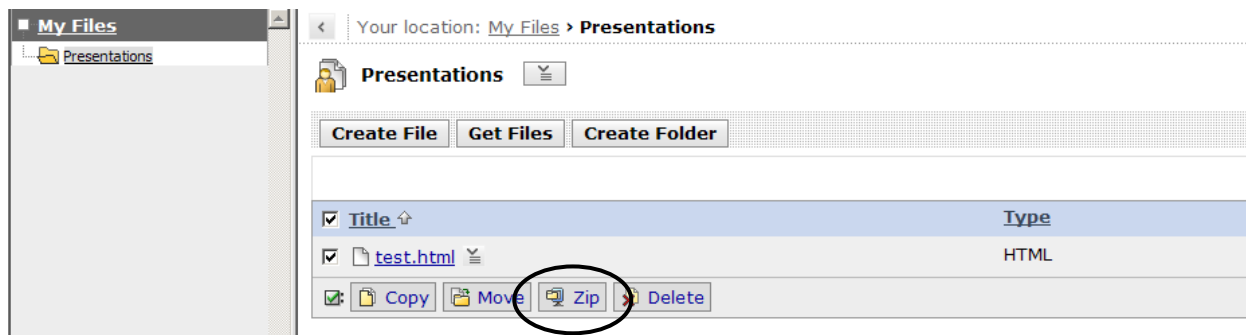 My Files
Presentations
Your location: My Files › Presentations
Presentations
Create File Get Files Create Folder
Title Type
test.html HTML
: Copy Move Zip Delete